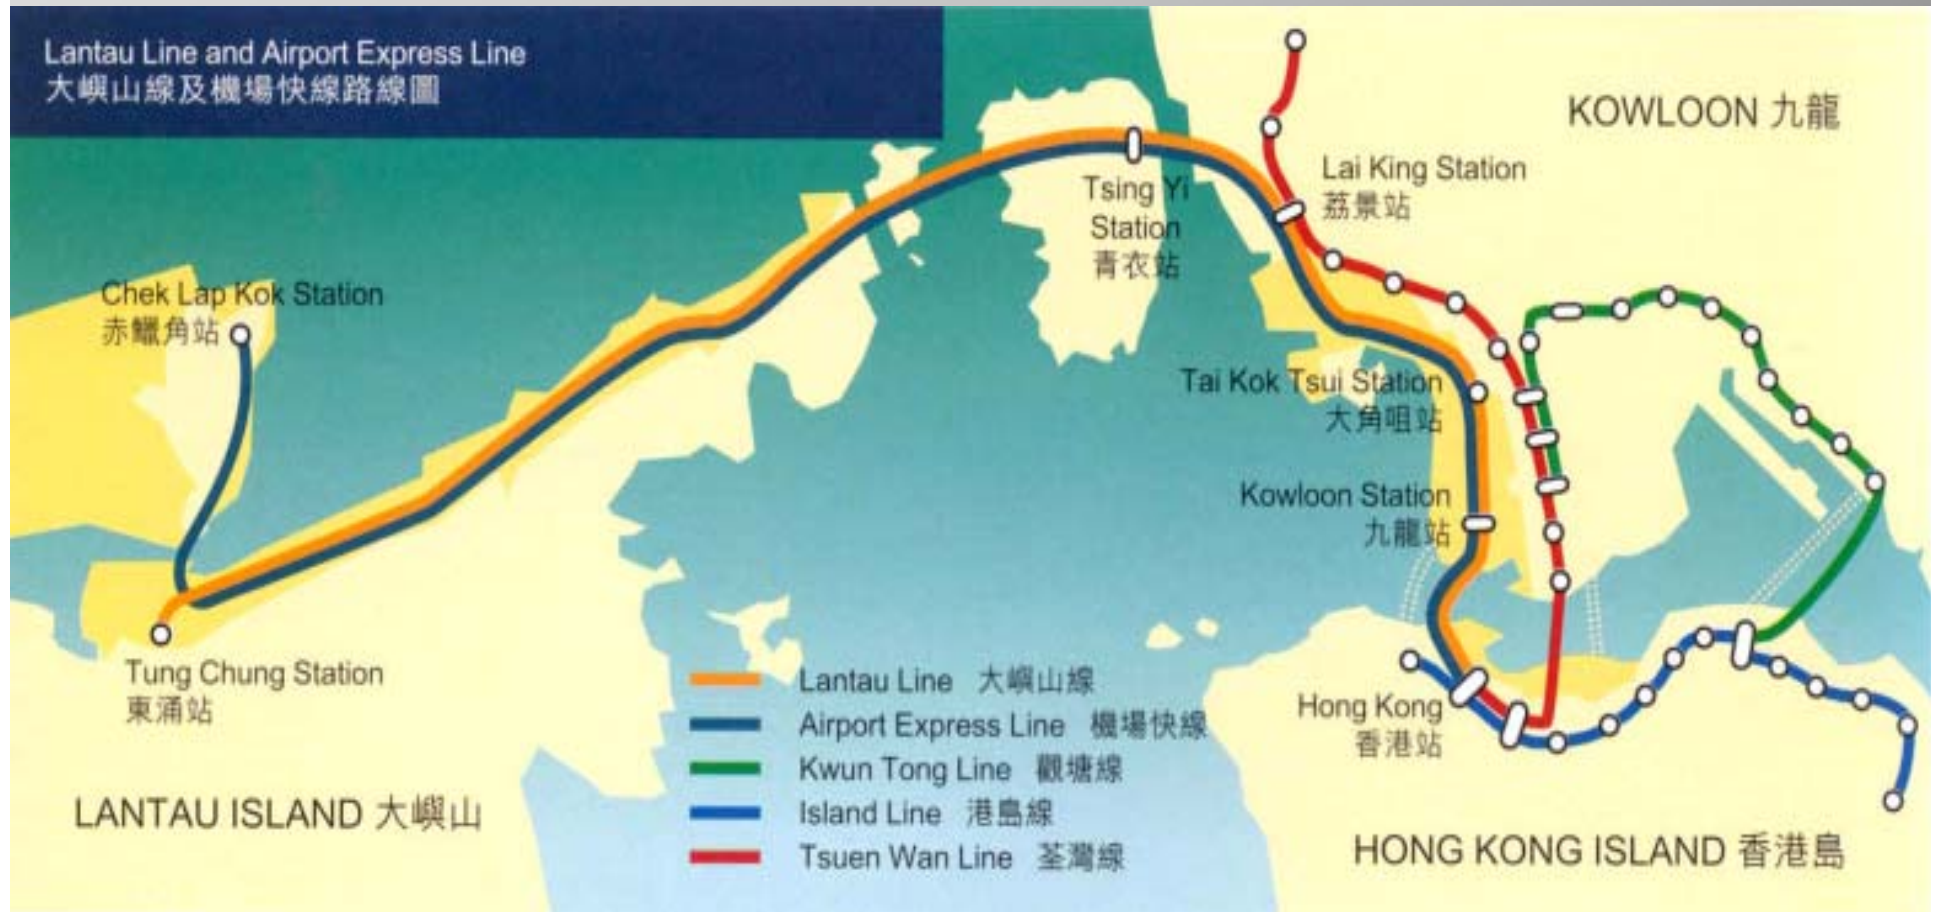 Lantau Line and Airport Express Line
大嶼山線及機場快線路線圖
KOWLOON 九龍
Lai King Station
荔景站
Tsing Yi
Station
青衣站
Chek Lap Kok Station
赤鱲角站
Tai Kok Tsui Station
大角咀站
Kowloon Station
九龍站
Tung Chung Station
東涌站
Hong Kong
香港站
Lantau Line 大嶼山線
Airport Express Line 機場快線
Kwun Tong Line 觀塘線
Island Line 港島線
Tsuen Wan Line 荃灣線
LANTAU ISLAND 大嶼山
HONG KONG ISLAND 香港島